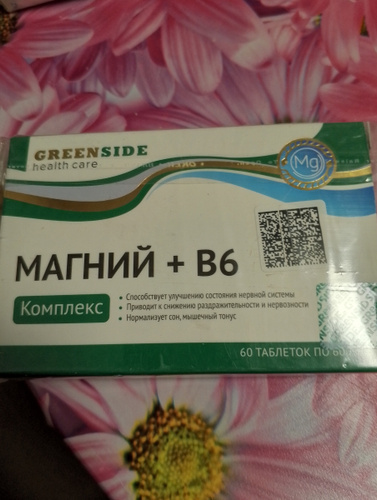 GREENSIDE
health care
Mg
МАГНИЙ + В6
Комплекс
• Способствует улучшению состояния нервной системы
• Приводит к снижению раздражительности и нервозности
• Нормализует сон, мышечный тонус
60 ТАБЛЕТОК ПО